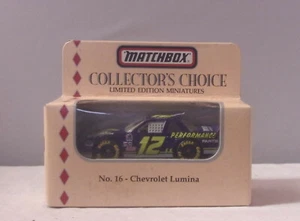 MATCHBOX
COLLECTOR'S CHOICE
LIMITED EDITION MINIATURES
12
PERFORMANCE
No. 16 - Chevrolet Lumina